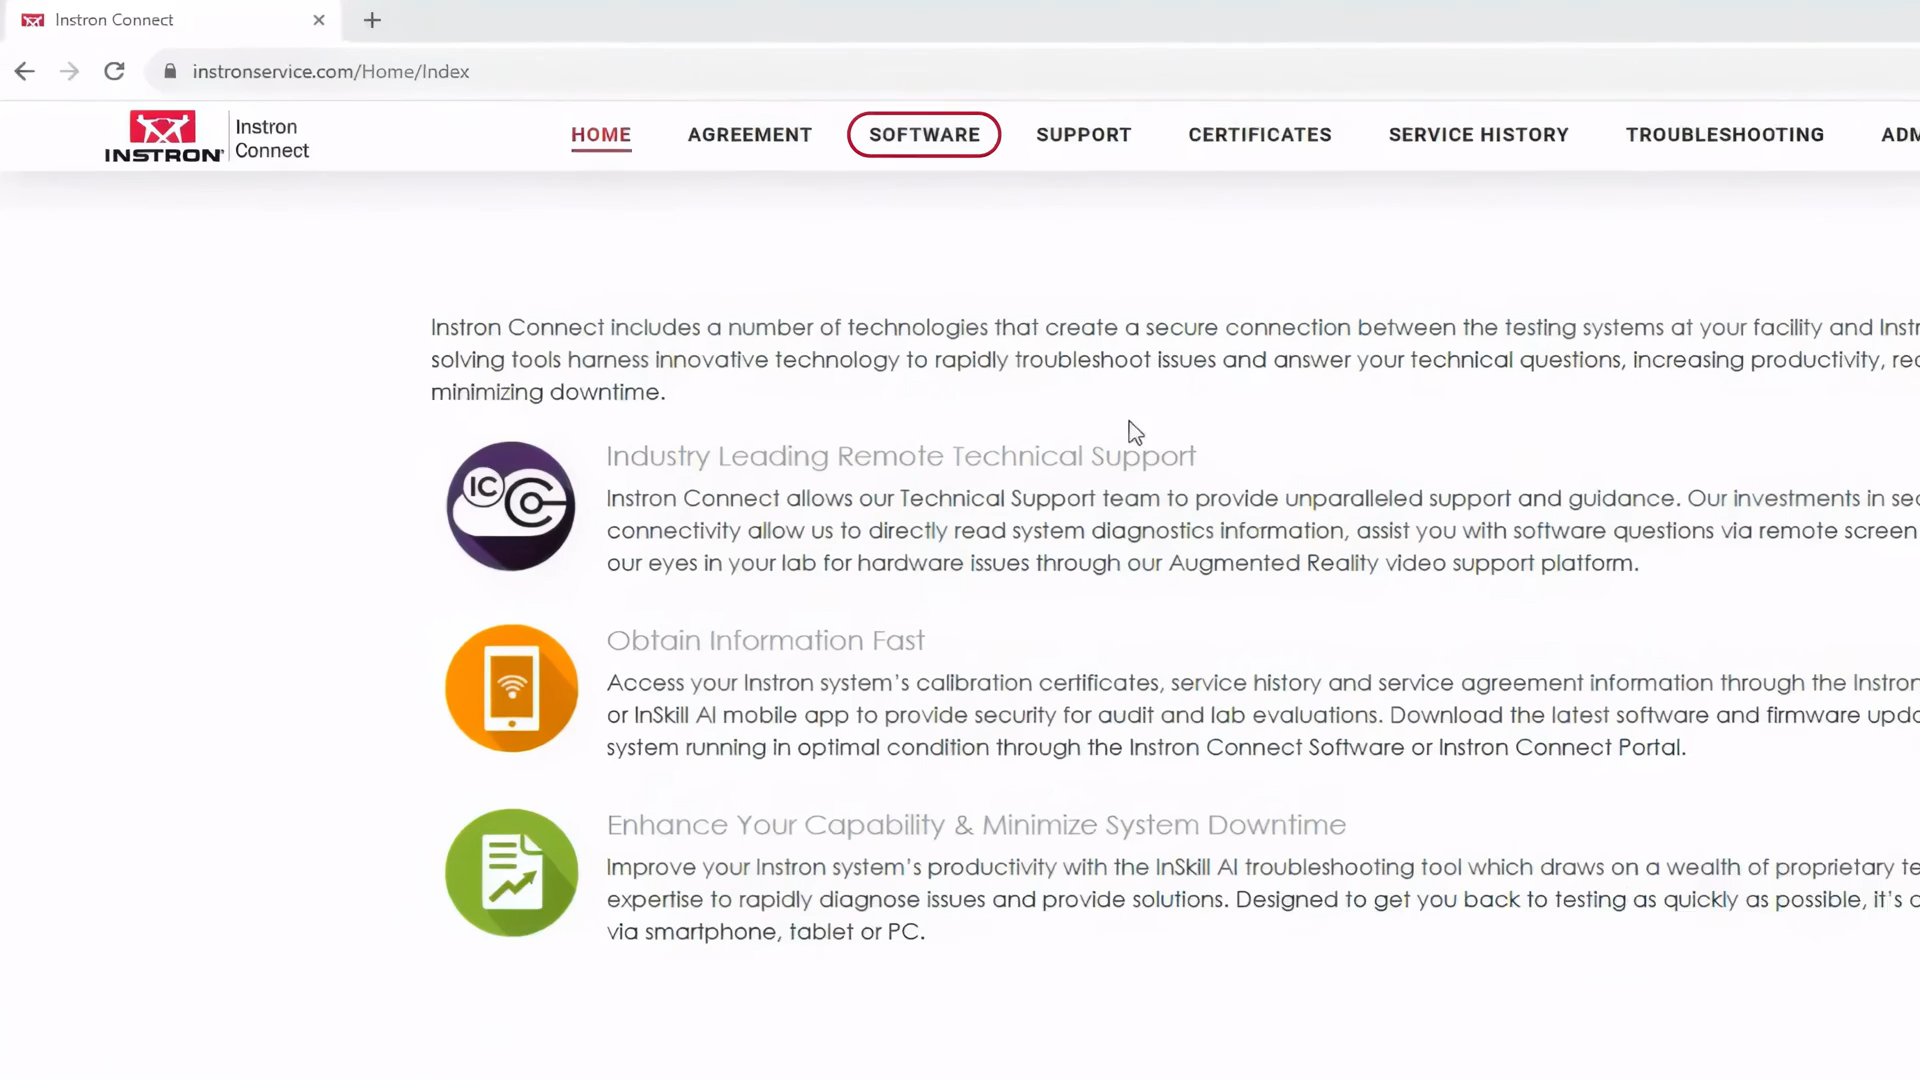 Instron Connect
instronservice.com/Home/Index
INSTRON
Instron
Connect
HOME AGREEMENT SOFTWARE SUPPORT CERTIFICATES SERVICE HISTORY TROUBLESHOOTING ADM
Instron Connect includes a number of technologies that create a secure connection between the testing systems at your facility and Instr
solving tools harness innovative technology to rapidly troubleshoot issues and answer your technical questions, increasing productivity, rec
minimizing downtime.
IC
Industry Leading Remote Technical Support
Instron Connect allows our Technical Support team to provide unparalleled support and guidance. Our investments in sec
connectivity allow us to directly read system diagnostics information, assist you with software questions via remote screen
our eyes in your lab for hardware issues through our Augmented Reality video support platform.
Obtain Information Fast
Access your Instron system's calibration certificates, service history and service agreement information through the Instron
or InSkill AI mobile app to provide security for audit and lab evaluations. Download the latest software and firmware upda
system running in optimal condition through the Instron Connect Software or Instron Connect Portal.
Enhance Your Capability & Minimize System Downtime
Improve your Instron system's productivity with the InSkill AI troubleshooting tool which draws on a wealth of proprietary te
expertise to rapidly diagnose issues and provide solutions. Designed to get you back to testing as quickly as possible, it's
via smartphone, tablet or PC.